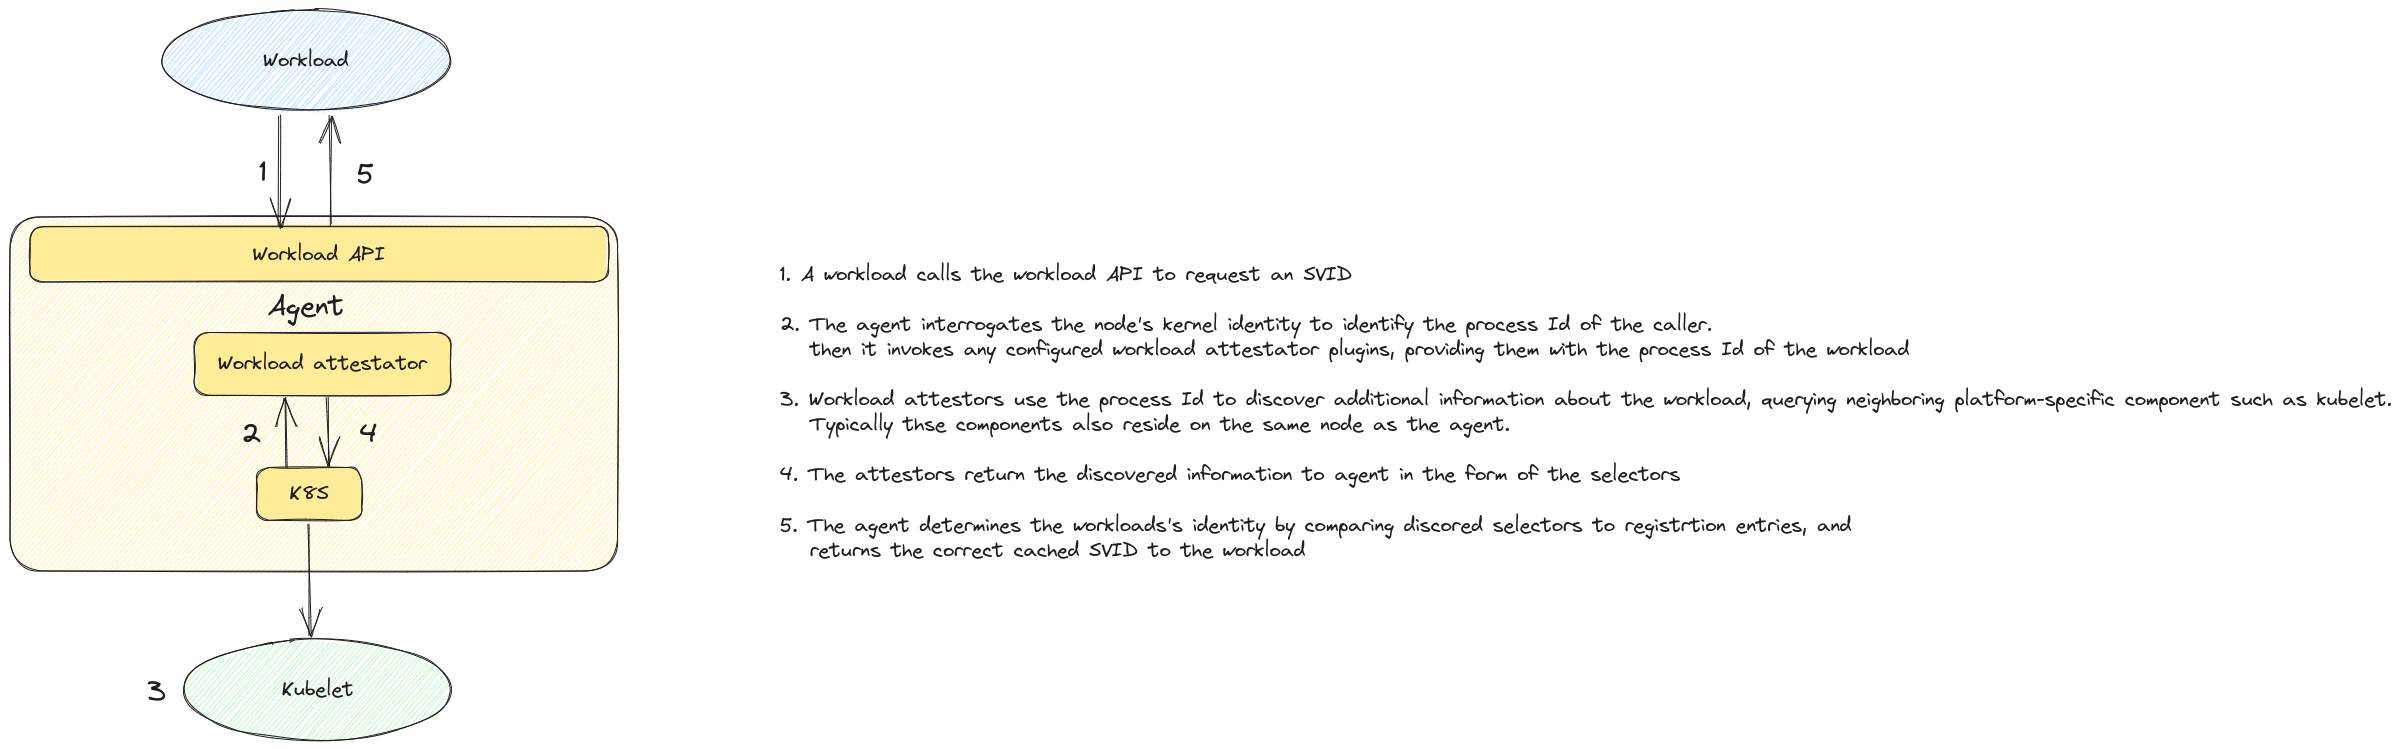 Workload
1
5
Workload API
Agent
Workload attestator
2
4
K8S
3
Kubelet
1. A workload calls the workload API to request an SVID
2. The agent interrogates the node's kernel identity to identify the process Id of the caller.
then it invokes any configured workload attestator plugins, providing them with the process Id of the workload
3. Workload attestors use the process Id to discover additional information about the workload, querying neighboring platform-specific component such as kubelet.
Typically thse components also reside on the same node as the agent.
4. The attestors return the discovered information to agent in the form of the selectors
5. The agent determines the workloads's identity by comparing discored selectors to registrtion entries, and
returns the correct cached SVID to the workload